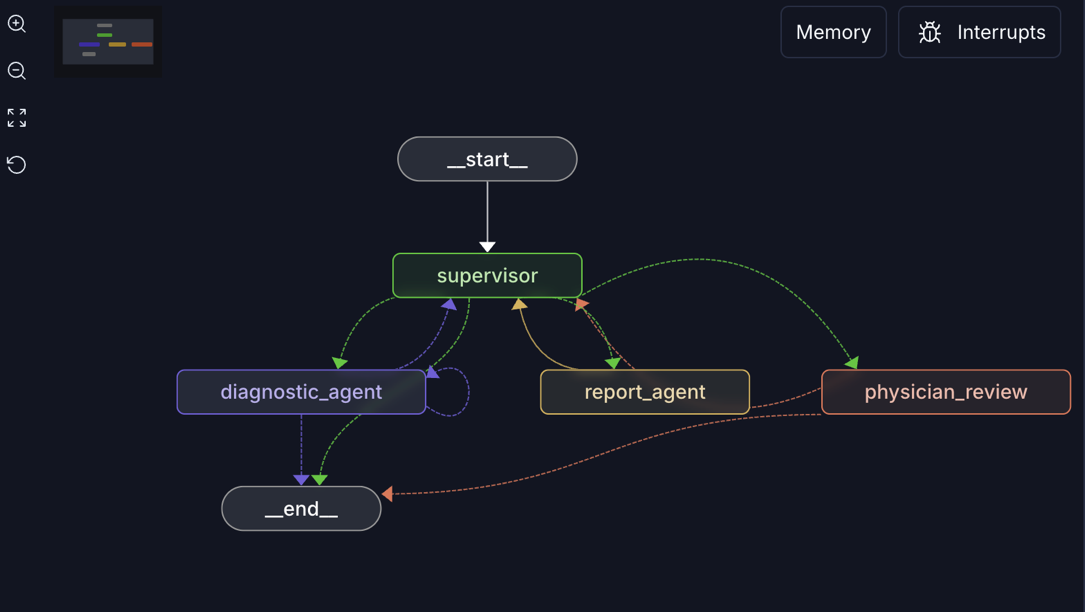 Memory
Interrupts
__start__
supervisor
diagnostic_agent
report_agent
physician_review
__end__